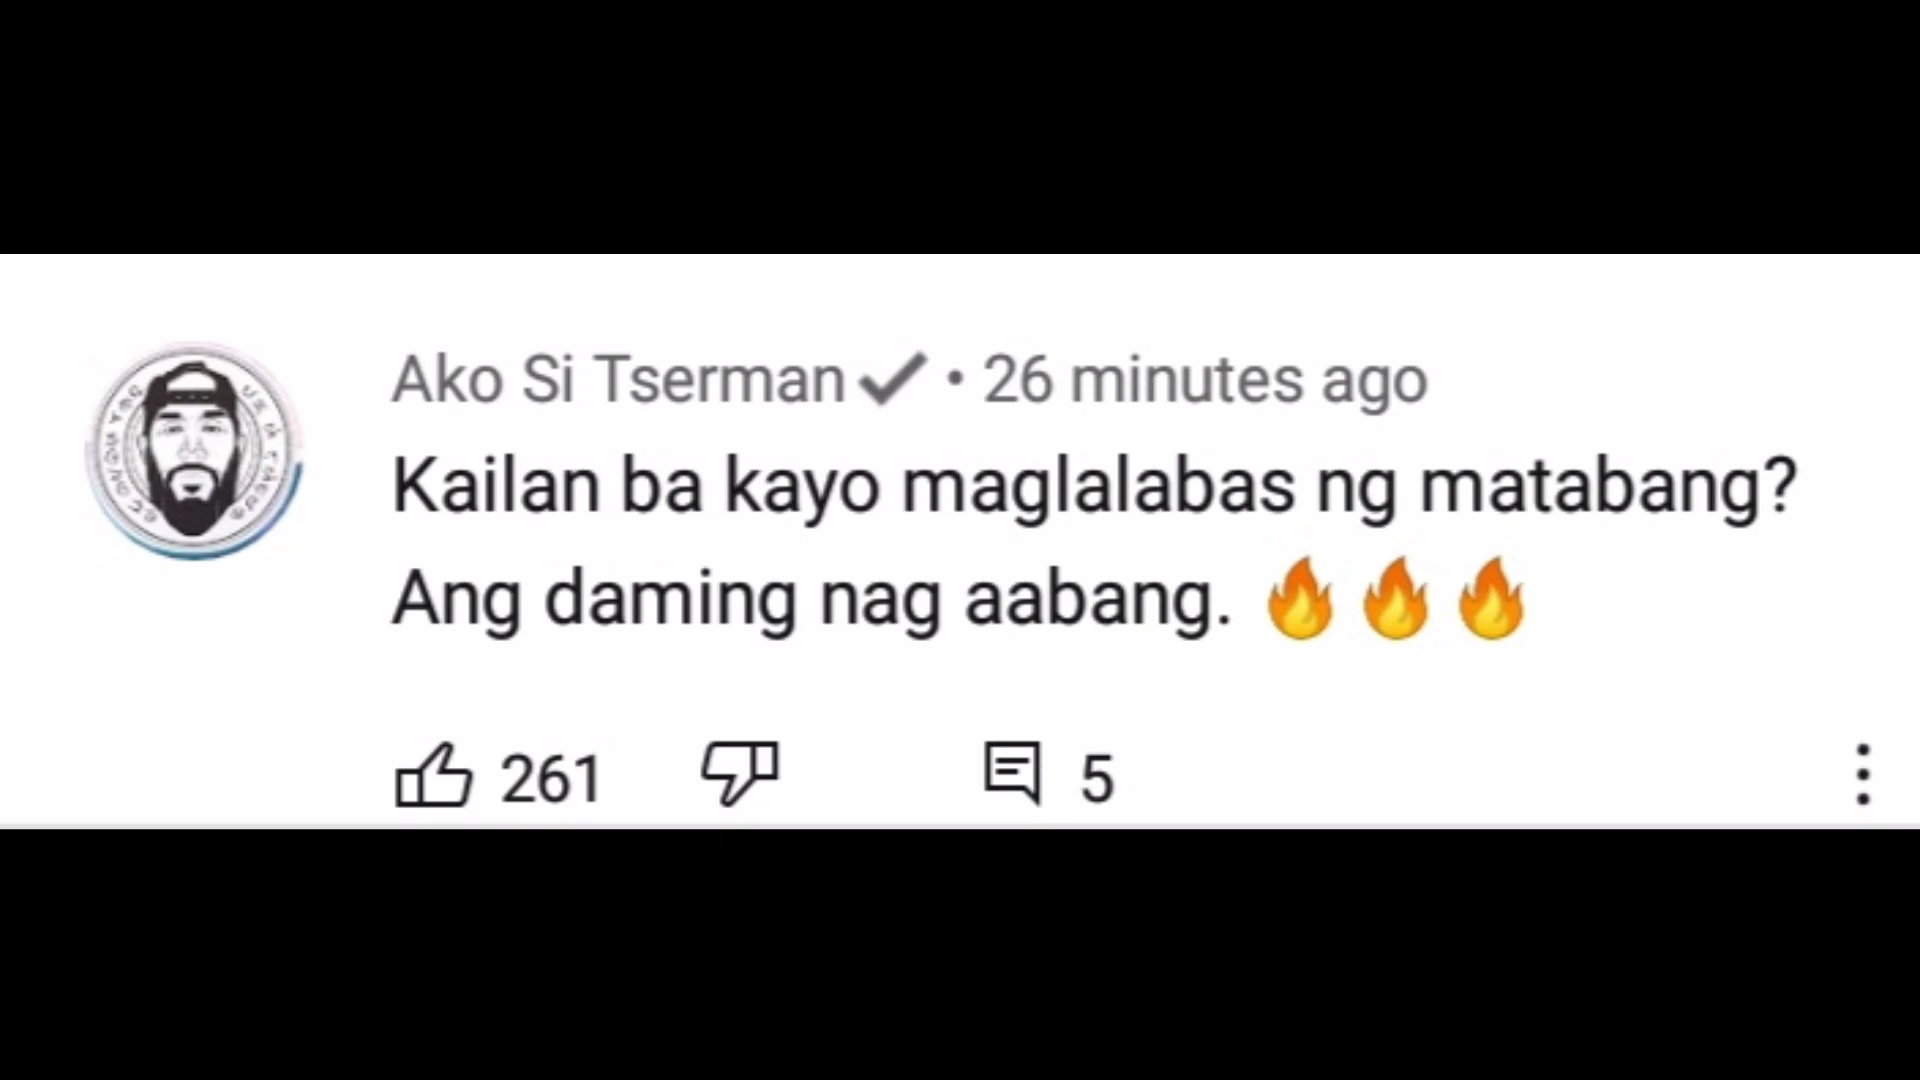 Ako Si Tserman ✔ • 26 minutes ago
Kailan ba kayo maglalabas ng matabang?
Ang daming nag aabang. 🔥🔥🔥
261 5